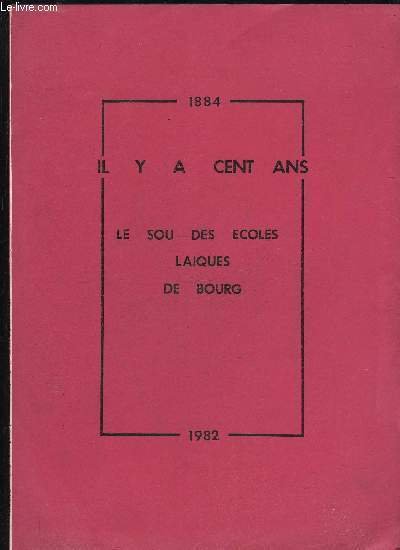 Le-livre.com
1884
IL Y A CENT ANS
LE SOU DES ECOLES
LAIQUES
DE BOURG
1982